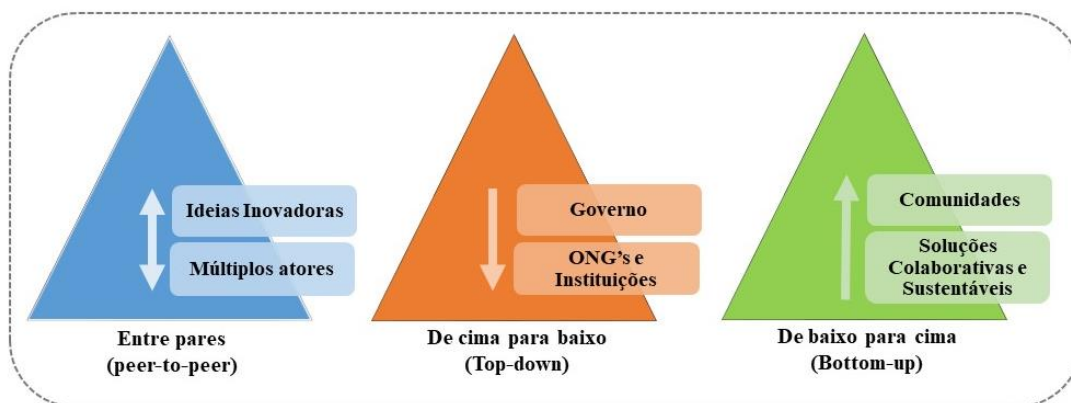 Ideias Inovadoras
Múltiplos atores
Entre pares
(peer-to-peer)
Governo
ONG’s e
Instituições
De cima para baixo
(Top-down)
Comunidades
Soluções
Colaborativas e
Sustentáveis
De baixo para cima
(Bottom-up)